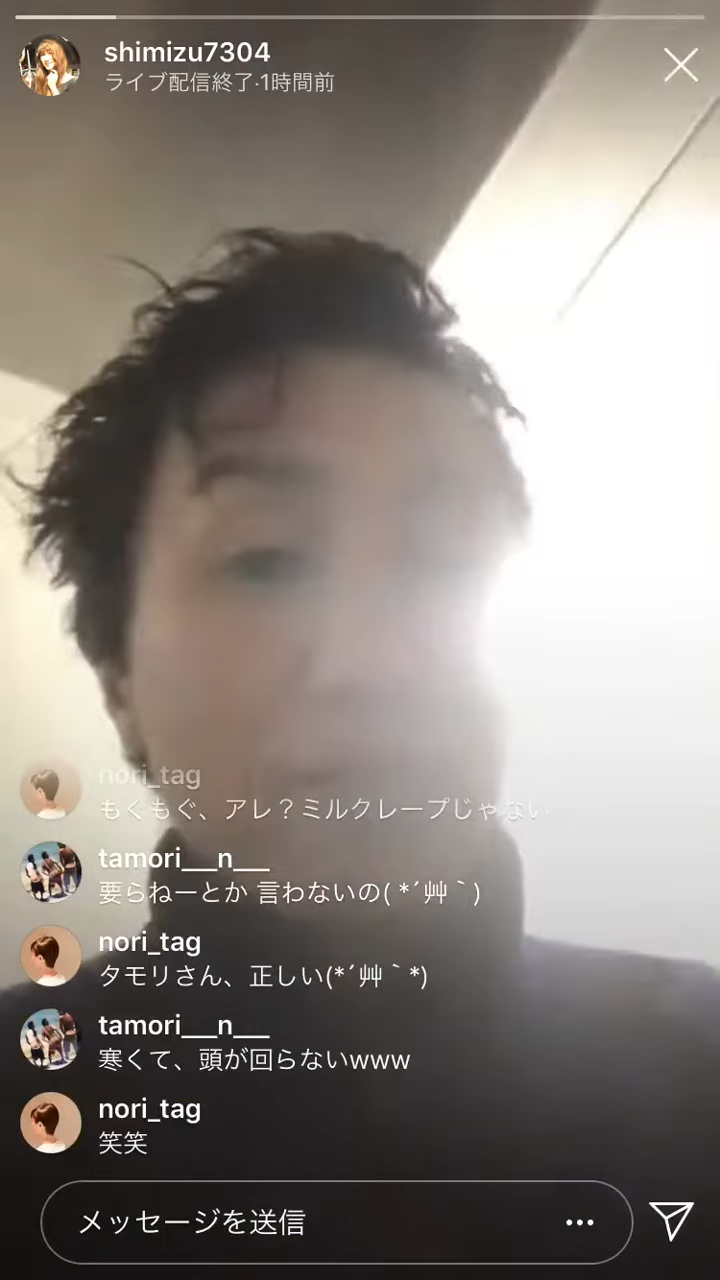 shimizu7304
ライブ配信終了·1時間前
nori_tag
もぐもぐ、アレ？ミルクレープじゃない
tamori___n___
要らねーとか 言わないの( *´艸｀)
nori_tag
タモリさん、正しい(*´艸｀*)
tamori___n___
寒くて、頭が回らないwww
nori_tag
笑笑
メッセージを送信